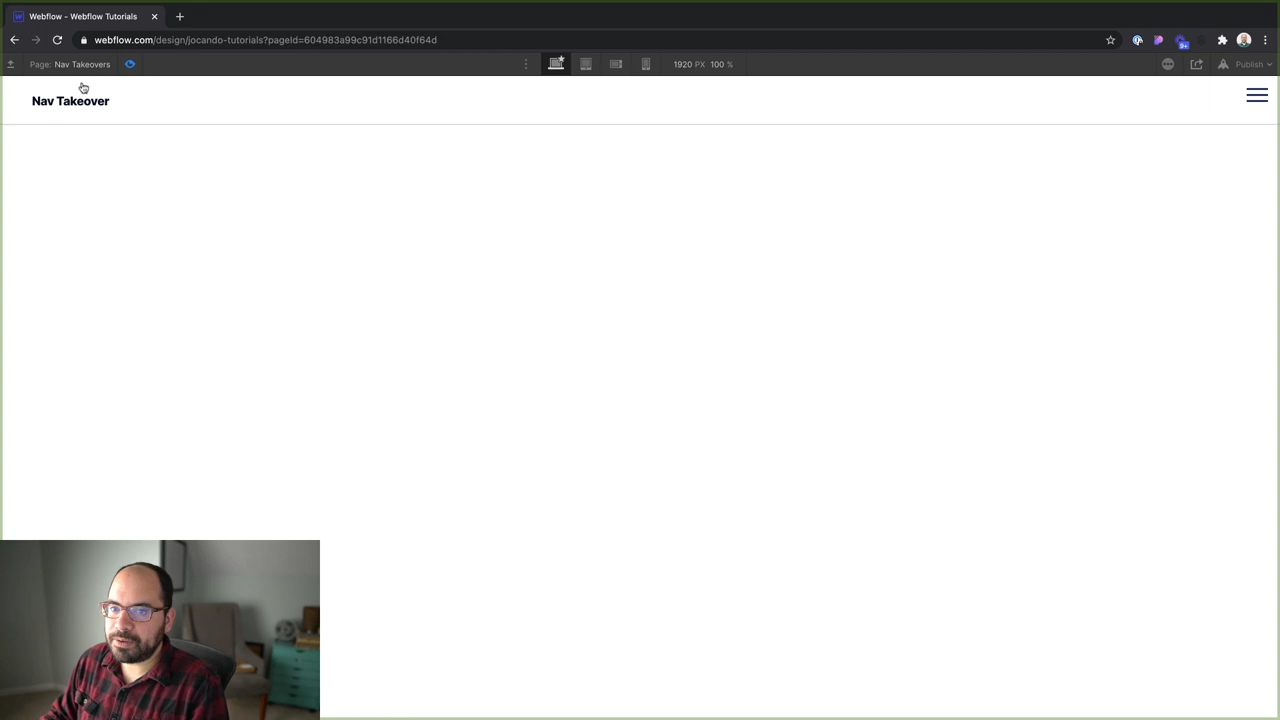 Webflow - Webflow Tutorials
webflow.com/design/jocando-tutorials?pageId=604983a99c91d1166d40f64d
Page: Nav Takeovers
1920 PX 100 %
Publish
Nav Takeover
9+